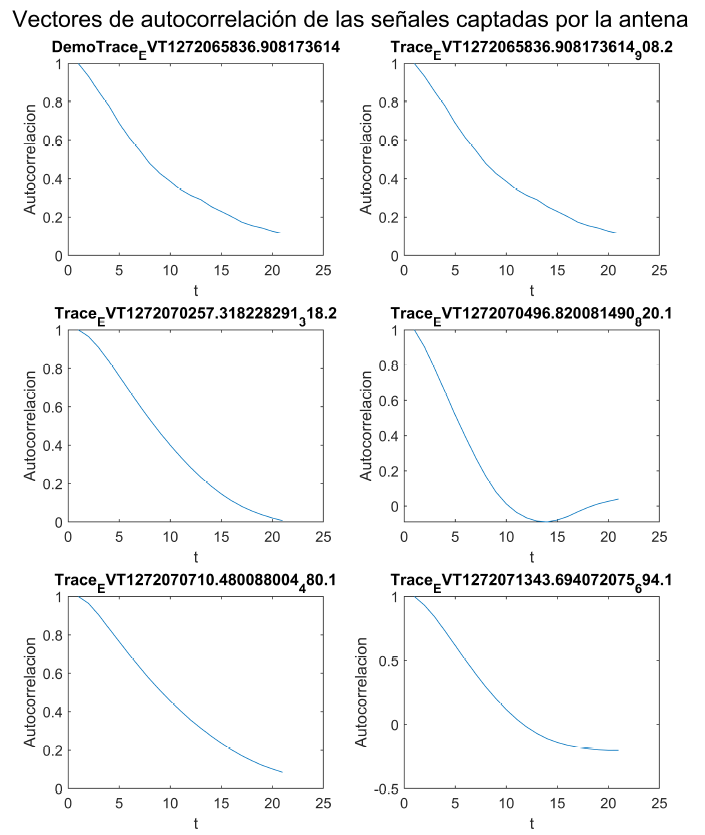 Vectores de autocorrelación de las señales captadas por la antena
DemoTrace_EVT1272065836.908173614
1
0.8
0.6
0.4
0.2
0
Autocorrelacion
0 5 10 15 20 25
t
Trace_EVT1272065836.908173614_908.2
1
0.8
0.6
0.4
0.2
0
Autocorrelacion
0 5 10 15 20 25
t
Trace_EVT1272070257.318228291_318.2
1
0.8
0.6
0.4
0.2
0
Autocorrelacion
0 5 10 15 20 25
t
Trace_EVT1272070496.820081490_820.1
1
0.8
0.6
0.4
0.2
0
Autocorrelacion
0 5 10 15 20 25
t
Trace_EVT1272070710.480088004_480.1
1
0.8
0.6
0.4
0.2
0
Autocorrelacion
0 5 10 15 20 25
t
Trace_EVT1272071343.694072075_694.1
1
0.5
0
-0.5
Autocorrelacion
0 5 10 15 20 25
t